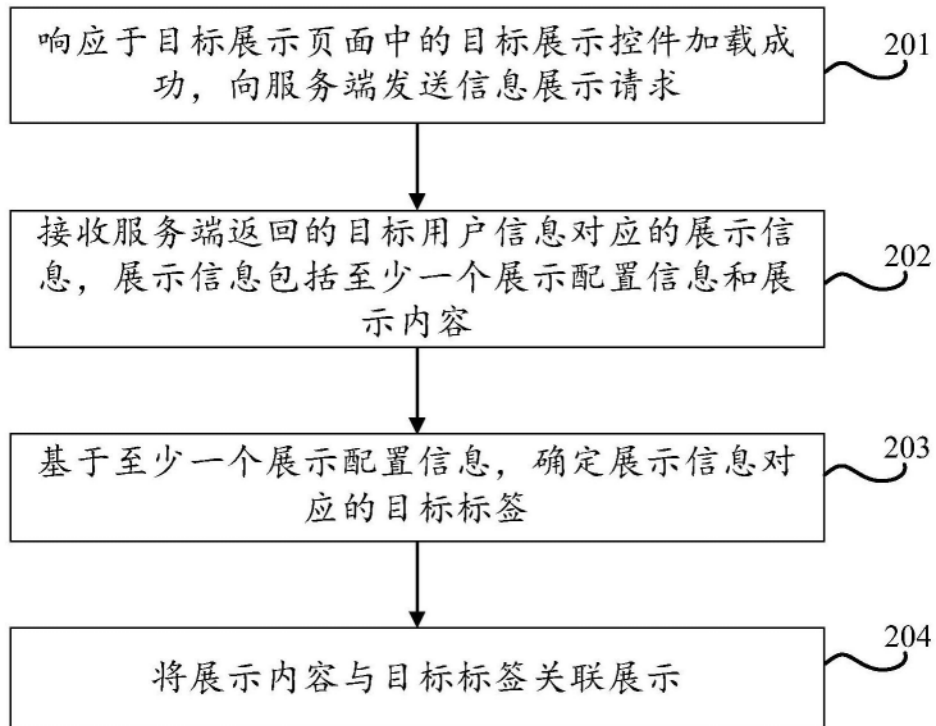 响应于目标展示页面中的目标展示控件加载成
功，向服务端发送信息展示请求
201
接收服务端返回的目标用户信息对应的展示信
息，展示信息包括至少一个展示配置信息和展
示内容
202
基于至少一个展示配置信息，确定展示信息对
应的目标标签
203
将展示内容与目标标签关联展示
204